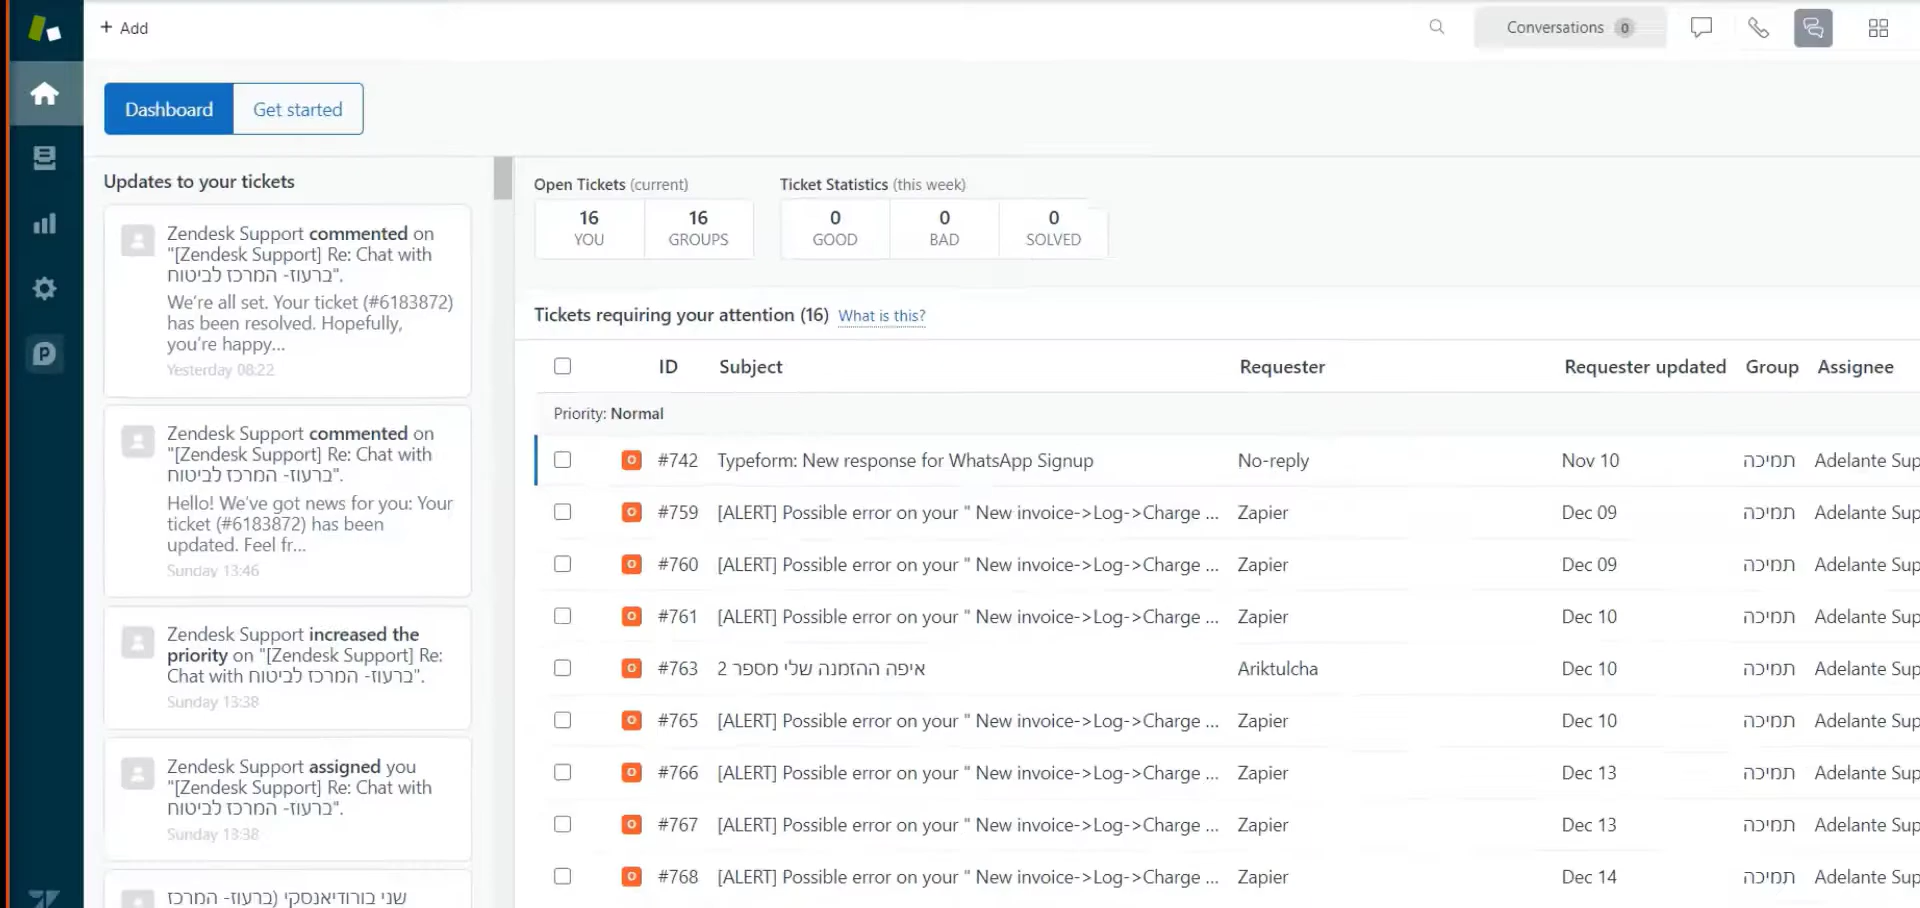 + Add
Conversations 0
Dashboard
Get started
Updates to your tickets
Zendesk Support commented on
"[Zendesk Support] Re: Chat with
ברעוז- המרכז לביטוח".
We're all set. Your ticket (#6183872)
has been resolved. Hopefully,
you're happy...
Yesterday 08:22
Zendesk Support commented on
"[Zendesk Support] Re: Chat with
ברעוז- המרכז לביטוח".
Hello! We've got news for you: Your
ticket (#6183872) has been
updated. Feel fr...
Sunday 13:46
Zendesk Support increased the
priority on "[Zendesk Support] Re:
Chat with ברעוז- המרכז לביטוח".
Sunday 13:38
Zendesk Support assigned you
"[Zendesk Support] Re: Chat with
ברעוז- המרכז לביטוח".
Sunday 13:38
שני בורודיאנסקי (ברעוז- המרכז
Open Tickets (current)
16 YOU
16 GROUPS
Ticket Statistics (this week)
0 GOOD
0 BAD
0 SOLVED
Tickets requiring your attention (16) What is this?
ID Subject Requester Requester updated Group Assignee
Priority: Normal
O #742 Typeform: New response for WhatsApp Signup No-reply Nov 10 תמיכה Adelante Sup
O #759 [ALERT] Possible error on your " New invoice->Log->Charge ... Zapier Dec 09 תמיכה Adelante Sup
O #760 [ALERT] Possible error on your " New invoice->Log->Charge ... Zapier Dec 09 תמיכה Adelante Sup
O #761 [ALERT] Possible error on your " New invoice->Log->Charge ... Zapier Dec 10 תמיכה Adelante Sup
O #763 איפה ההזמנה שלי מספר 2 Ariktulcha Dec 10 תמיכה Adelante Sup
O #765 [ALERT] Possible error on your " New invoice->Log->Charge ... Zapier Dec 10 תמיכה Adelante Sup
O #766 [ALERT] Possible error on your " New invoice->Log->Charge ... Zapier Dec 13 תמיכה Adelante Sup
O #767 [ALERT] Possible error on your " New invoice->Log->Charge ... Zapier Dec 13 תמיכה Adelante Sup
O #768 [ALERT] Possible error on your " New invoice->Log->Charge ... Zapier Dec 14 תמיכה Adelante Sup